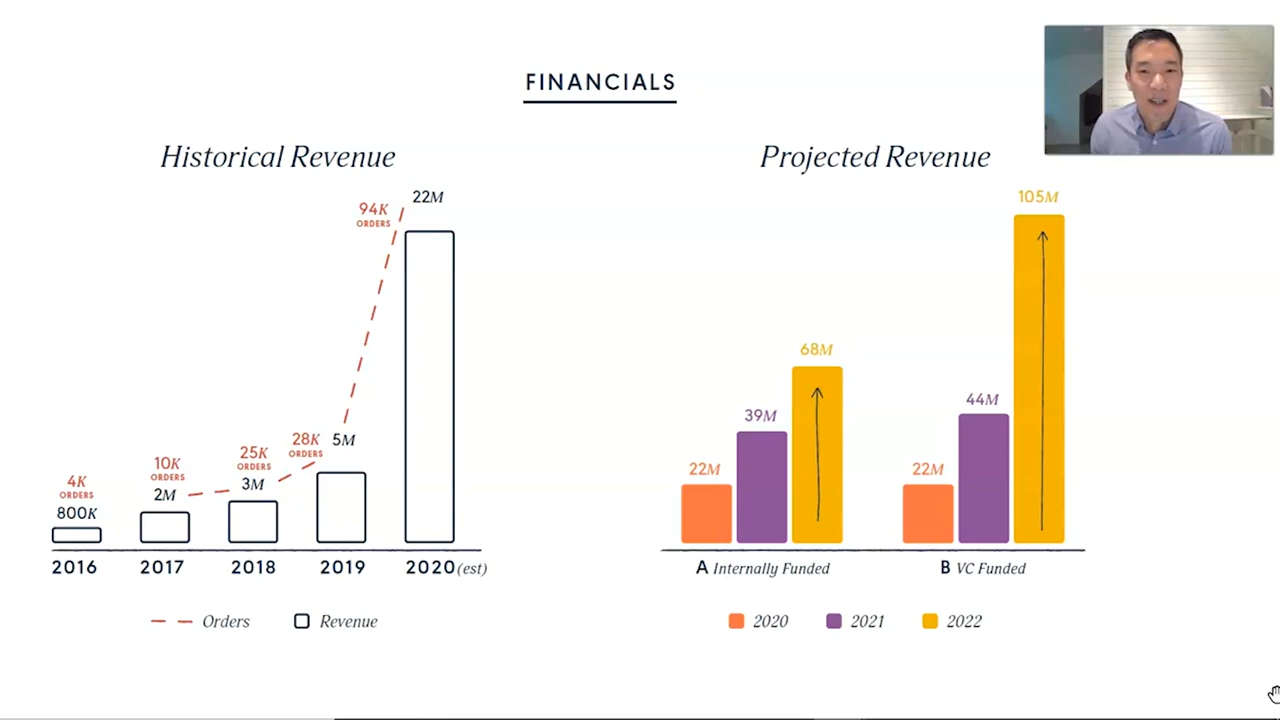 FINANCIALS
Historical Revenue
94K
ORDERS
22M
28K
ORDERS
5M
25K
ORDERS
3M
10K
ORDERS
2M
4K
ORDERS
800K
2016 2017 2018 2019 2020 (est)
Orders Revenue
Projected Revenue
105M
68M
44M
39M
22M
22M
A Internally Funded B VC Funded
2020 2021 2022